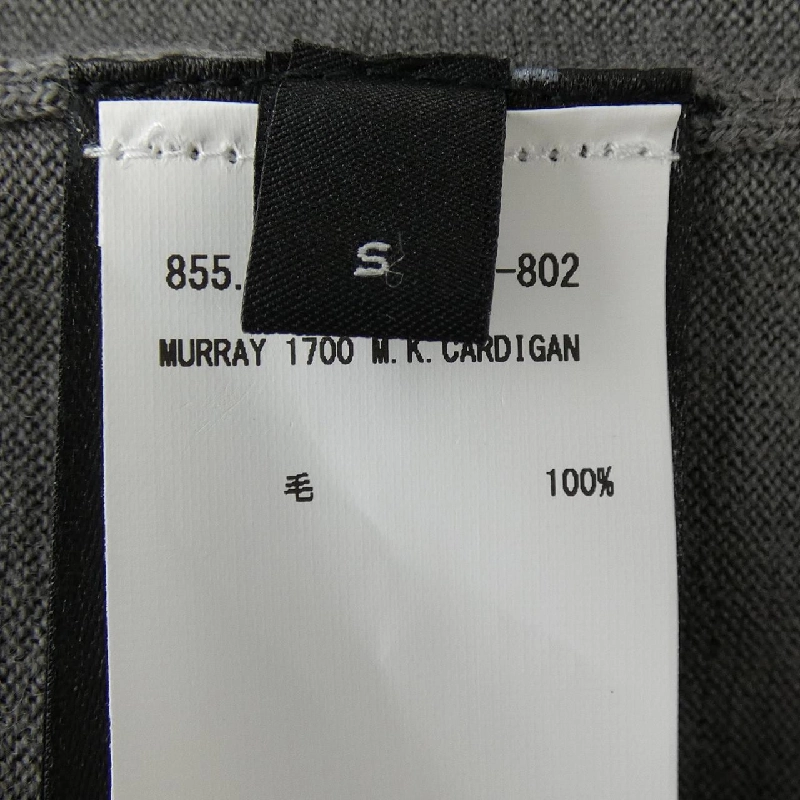 S
855. -802
MURRAY 1700 M.K.CARDIGAN
毛 100%